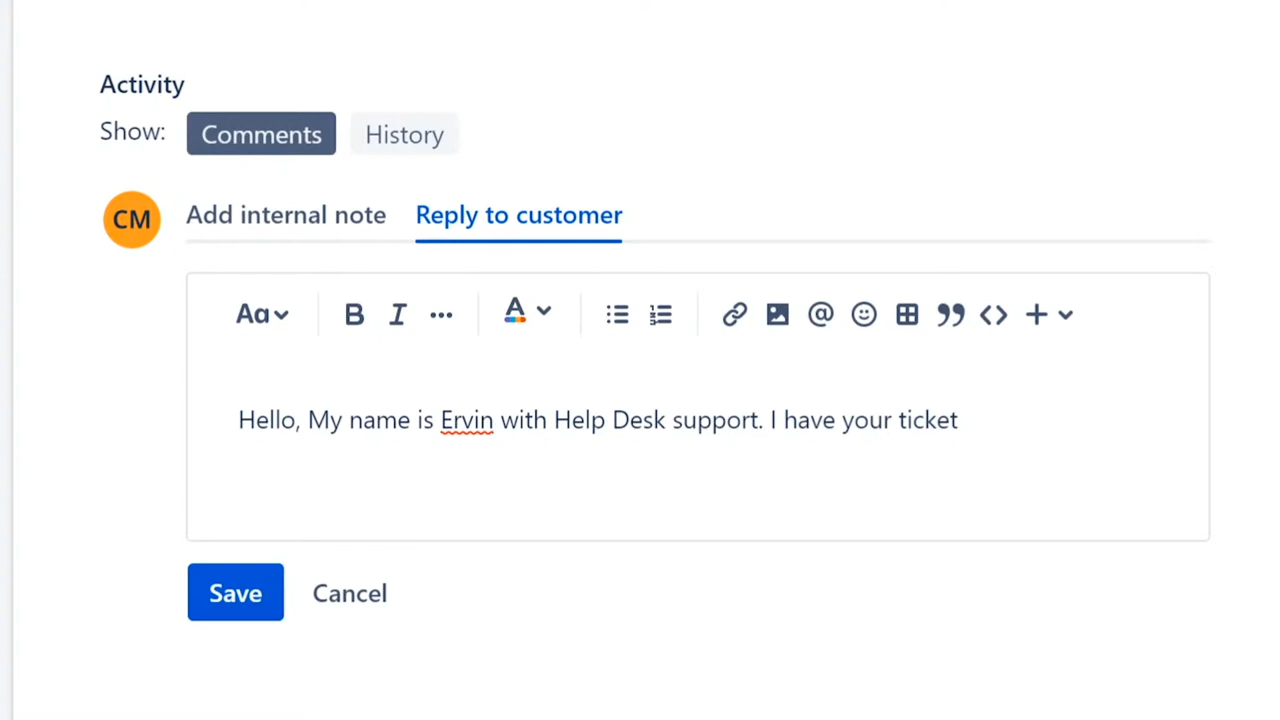 Activity
Show: Comments History
CM Add internal note Reply to customer
Aa B I ... A @ + 
Hello, My name is Ervin with Help Desk support. I have your ticket
Save Cancel